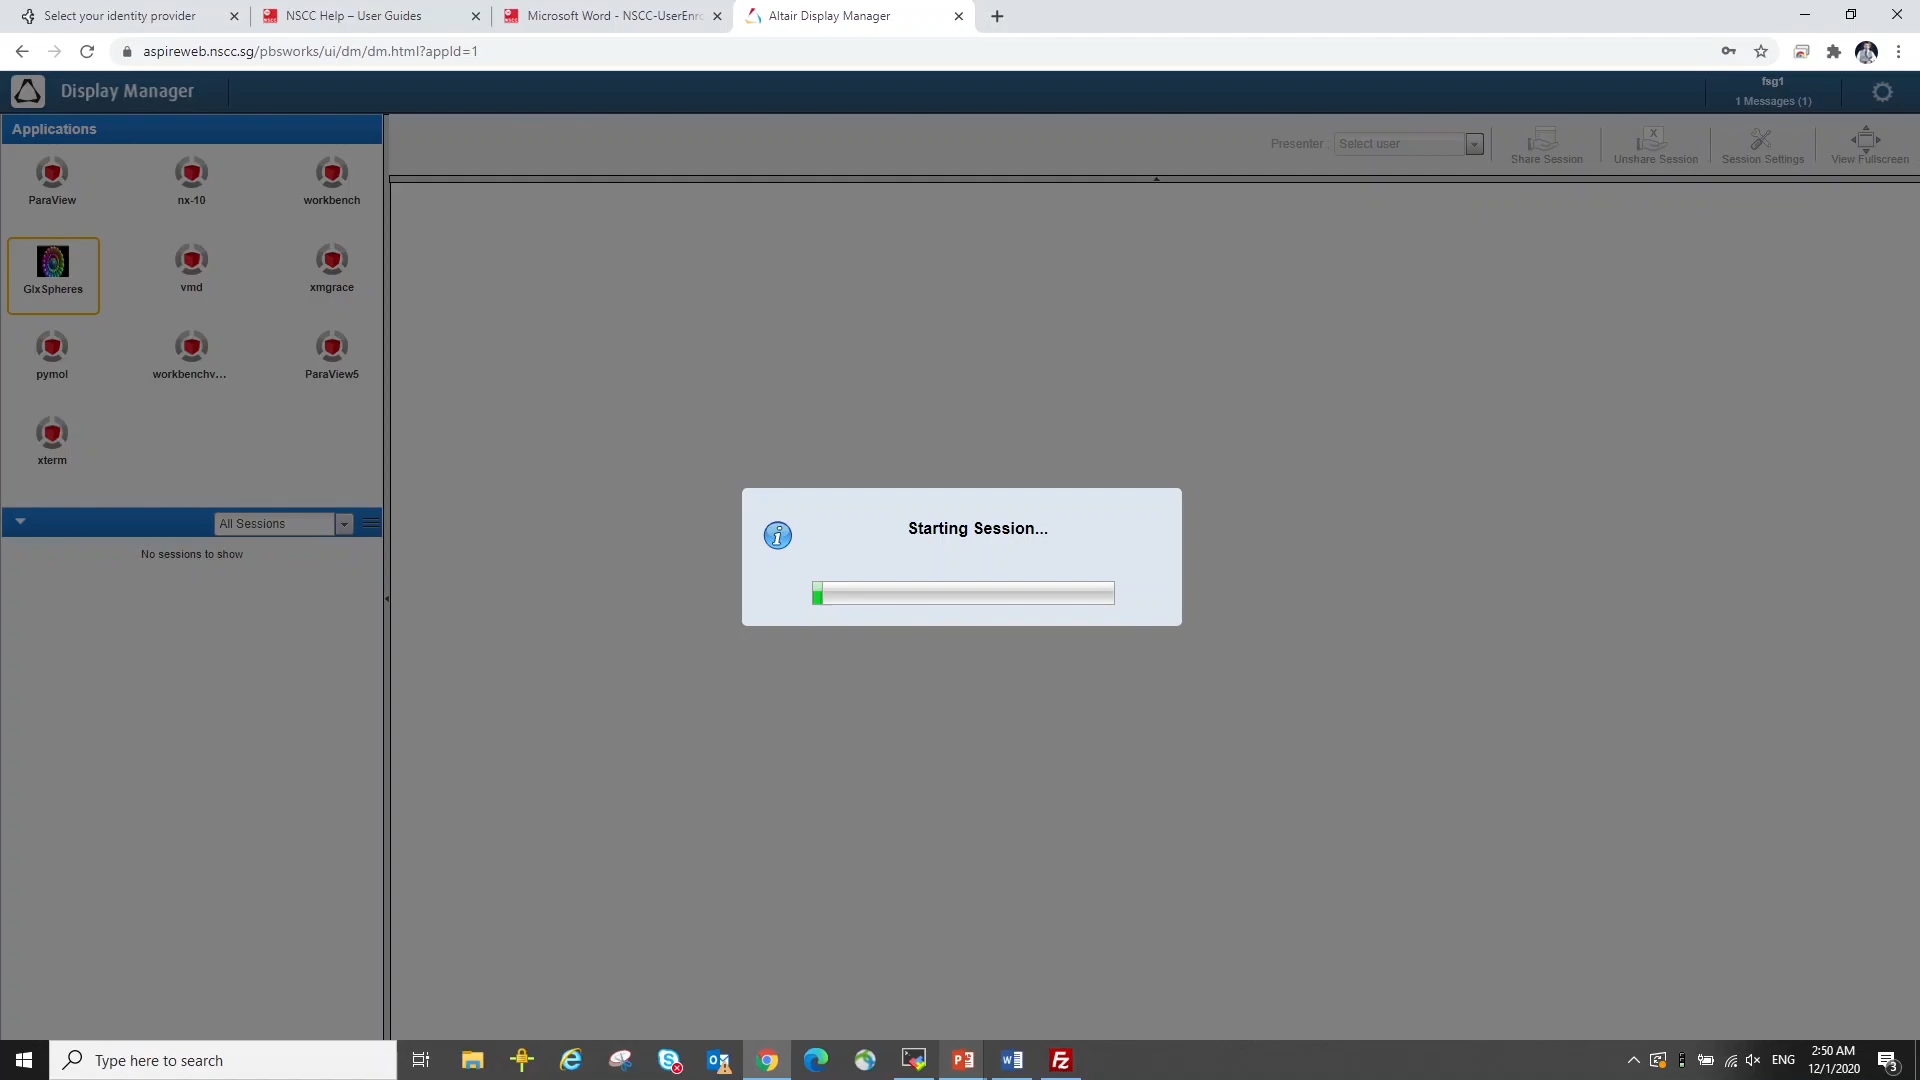 Select your identity provider
NSCC Help – User Guides
Microsoft Word - NSCC-UserEnro
Altair Display Manager
aspireweb.nscc.sg/pbsworks/ui/dm/dm.html?appId=1
Display Manager
fsg1
1 Messages (1)
Applications
Presenter :
Select user
Share Session
Unshare Session
Session Settings
View Fullscreen
ParaView
nx-10
workbench
GlxSpheres
vmd
xmgrace
pymol
workbenchv...
ParaView5
xterm
All Sessions
No sessions to show
Starting Session...
Type here to search
ENG
2:50 AM
12/1/2020
3